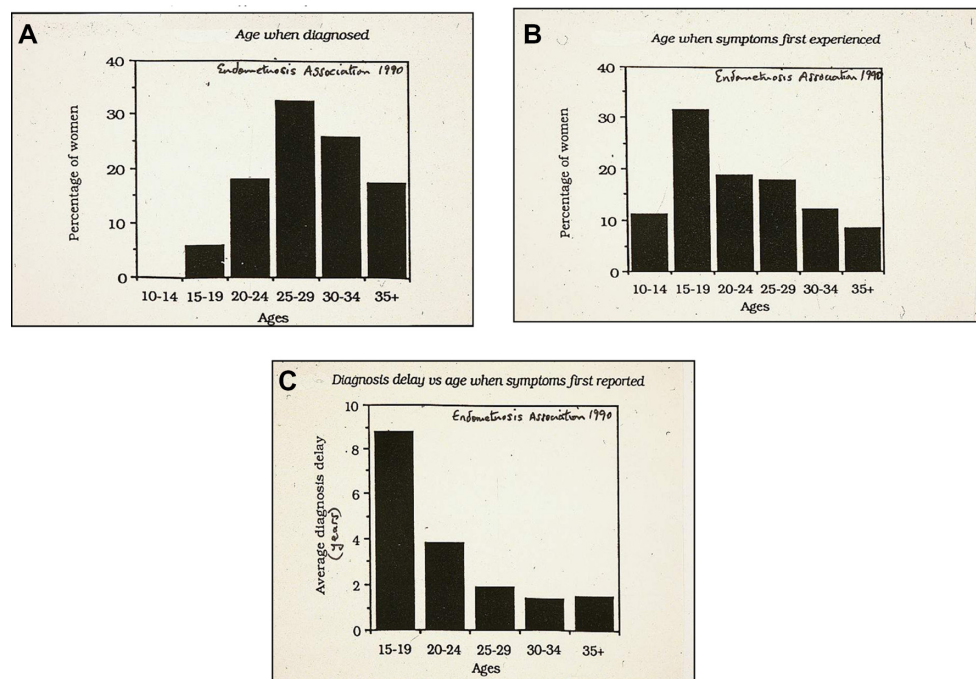 A
Age when diagnosed
Endometriosis Association 1990
Percentage of women
40
30
20
10
0
10-14 15-19 20-24 25-29 30-34 35+
Ages
B
Age when symptoms first experienced
Endometriosis Association 1990
Percentage of women
40
30
20
10
0
10-14 15-19 20-24 25-29 30-34 35+
Ages
C
Diagnosis delay vs age when symptoms first reported
Endometriosis Association 1990
Average diagnosis delay
(years)
10
8
6
4
2
0
15-19 20-24 25-29 30-34 35+
Ages